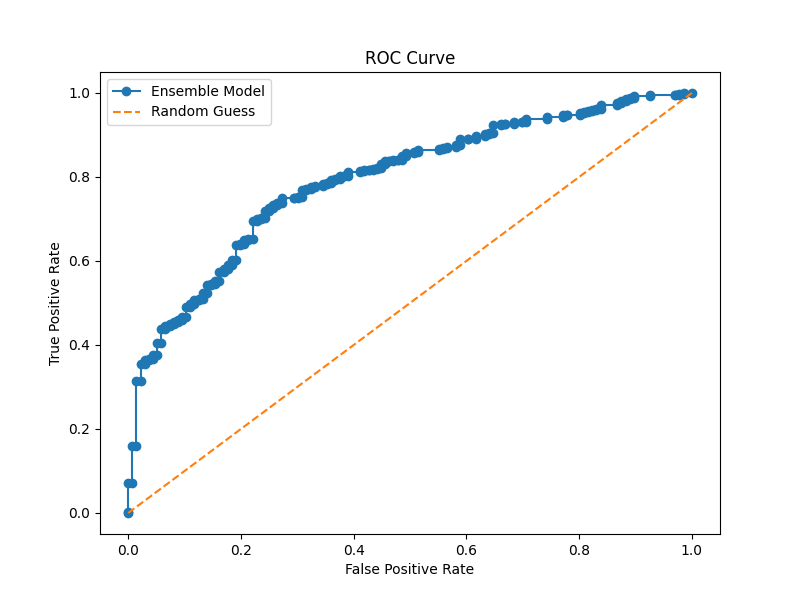 ROC Curve
Ensemble Model
Random Guess
1.0
0.8
0.6
0.4
0.2
0.0
True Positive Rate
0.0 0.2 0.4 0.6 0.8 1.0
False Positive Rate